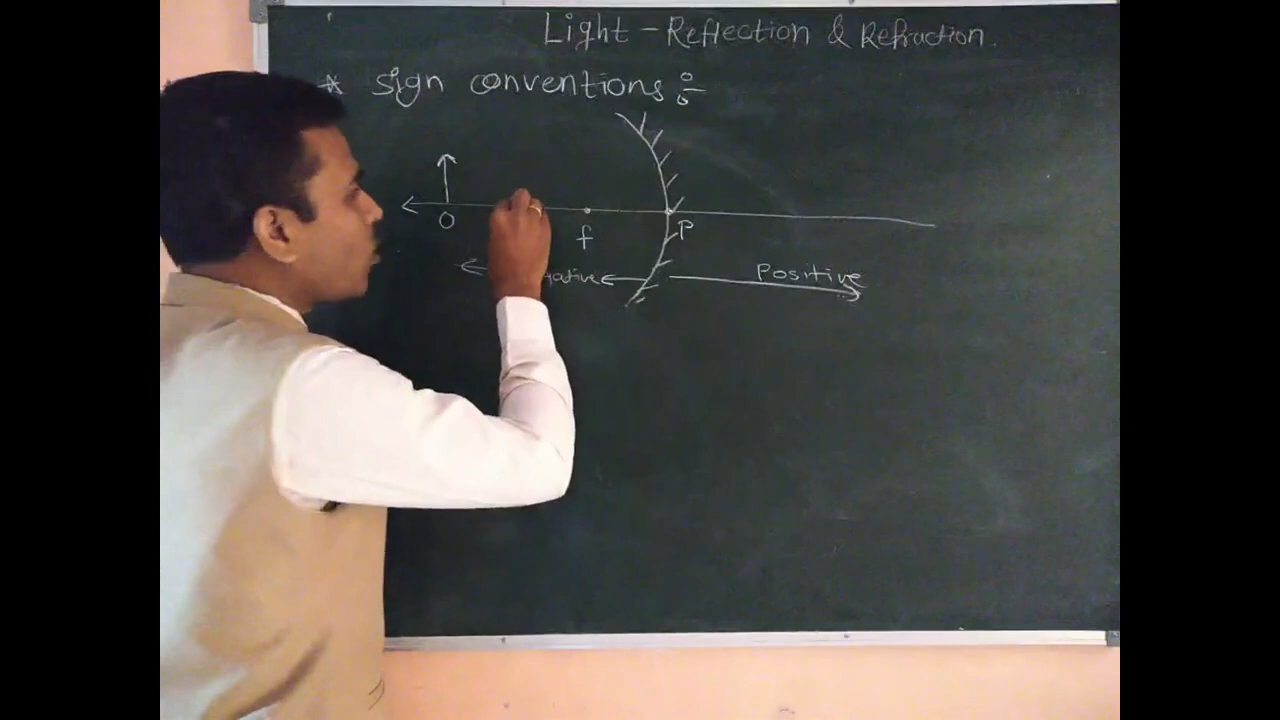 Light - Reflection & Refraction.
* Sign conventions :-
O
f
P
Positive